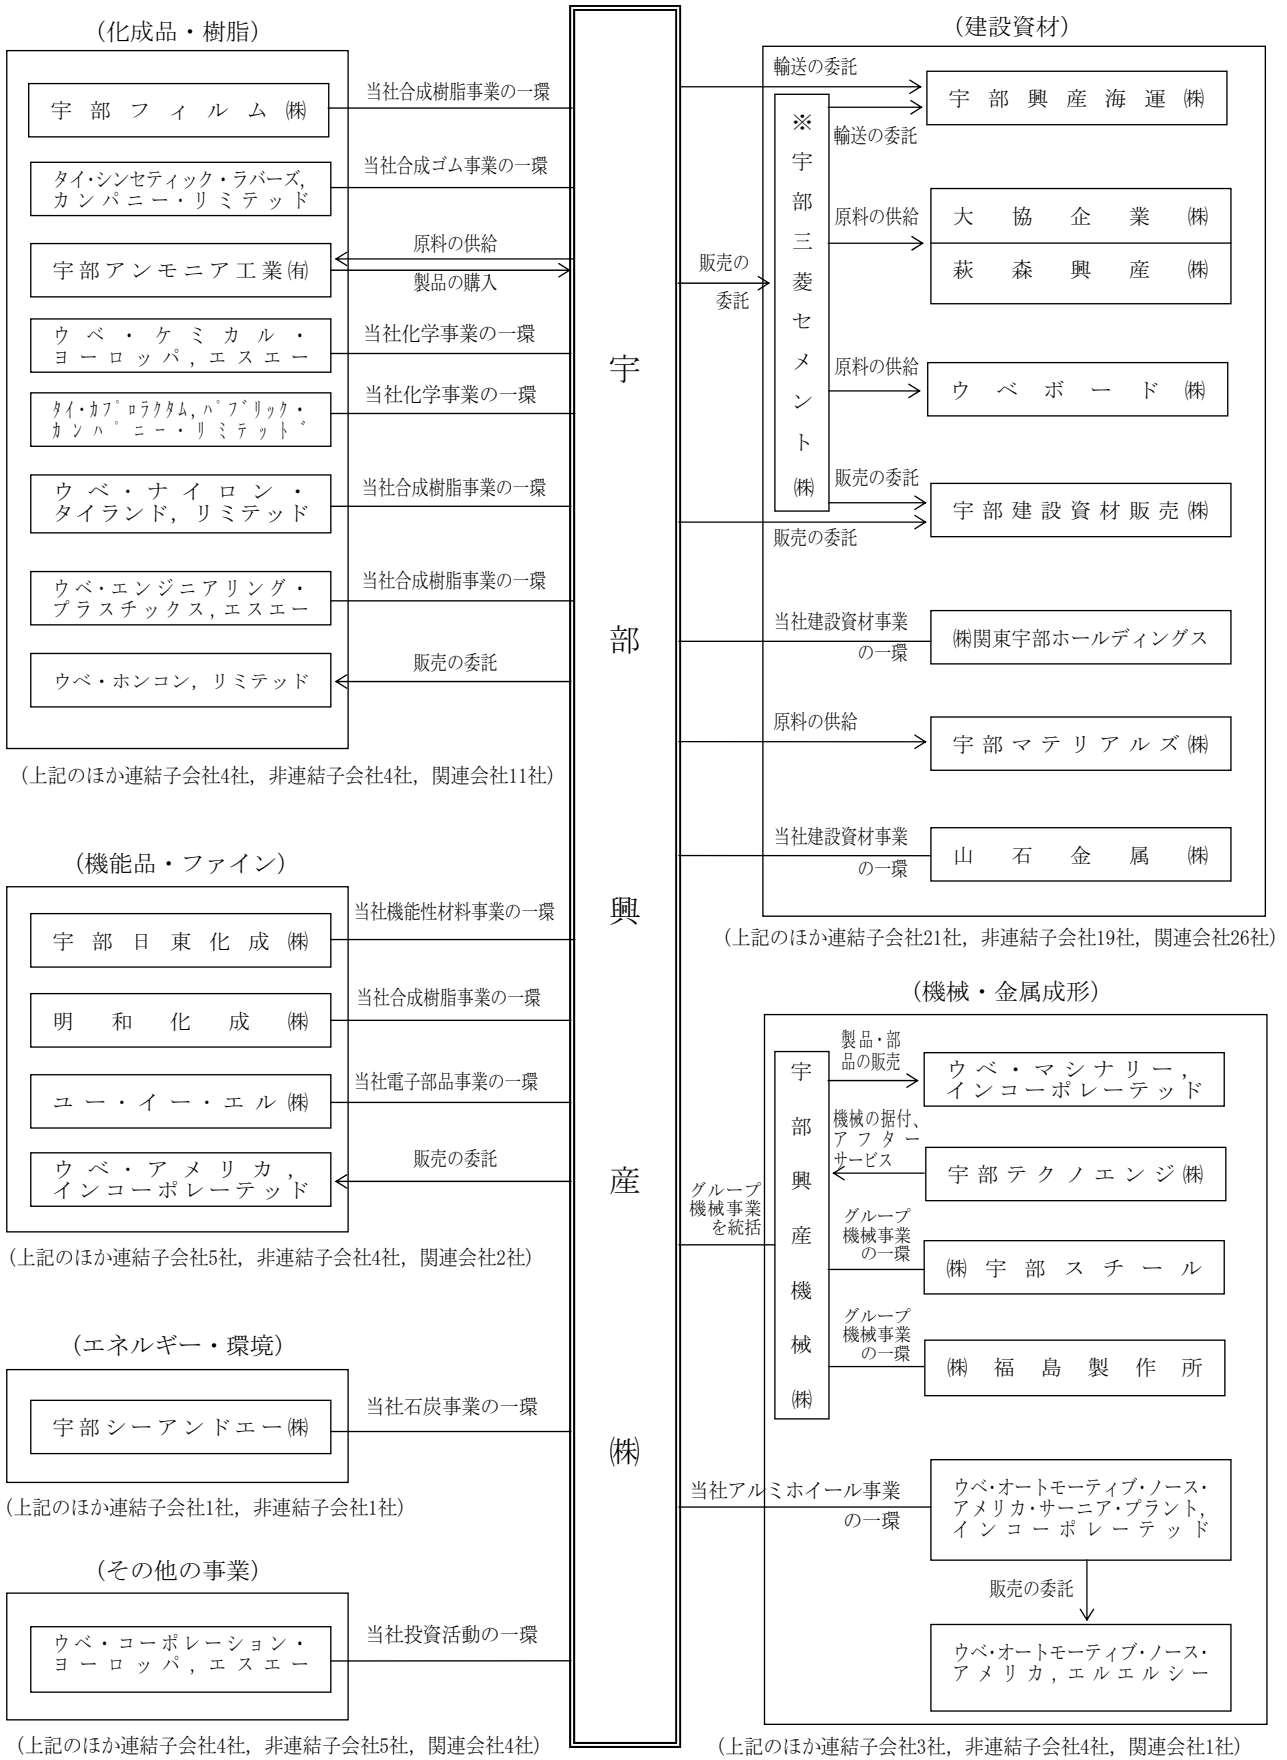 (化成品・樹脂)
宇部フィルム㈱
当社合成樹脂事業の一環
タイ・シンセティック・ラバーズ,
カンパニー・リミテッド
当社合成ゴム事業の一環
宇部アンモニア工業㈲
原料の供給
製品の購入
ウベ・ケミカル・
ヨーロッパ,エスエー
当社化学事業の一環
ﾀｲ・ｶﾌﾟﾛﾗｸﾀﾑ,ﾊﾟﾌﾞﾘｯｸ・
ｶﾝﾊﾟﾆｰ・ﾘﾐﾃｯﾄﾞ
当社化学事業の一環
ウベ・ナイロン・
タイランド,リミテッド
当社合成樹脂事業の一環
ウベ・エンジニアリング・
プラスチックス,エスエー
当社合成樹脂事業の一環
ウベ・ホンコン,リミテッド
販売の委託
(上記のほか連結子会社4社,非連結子会社4社,関連会社11社)
(機能品・ファイン)
宇部日東化成㈱
当社機能性材料事業の一環
明和化成㈱
当社合成樹脂事業の一環
ユー・イー・エル㈱
当社電子部品事業の一環
ウベ・アメリカ,
インコーポレーテッド
販売の委託
(上記のほか連結子会社5社,非連結子会社4社,関連会社2社)
(エネルギー・環境)
宇部シーアンドエー㈱
当社石炭事業の一環
(上記のほか連結子会社1社,非連結子会社1社)
(その他の事業)
ウベ・コーポレーション・
ヨーロッパ,エスエー
当社投資活動の一環
(上記のほか連結子会社4社,非連結子会社5社,関連会社4社)
宇部興産㈱
(建設資材)
輸送の委託
宇部興産海運㈱
輸送の委託
※宇部三菱セメント㈱
販売の
委託
原料の供給
大協企業㈱
萩森興産㈱
原料の供給
ウベボード㈱
販売の委託
宇部建設資材販売㈱
販売の委託
当社建設資材事業
の一環
㈱関東宇部ホールディングス
原料の供給
宇部マテリアルズ㈱
当社建設資材事業
の一環
山石金属㈱
(上記のほか連結子会社21社,非連結子会社19社,関連会社26社)
(機械・金属成形)
グループ
機械事業
を統括
宇部興産機械㈱
製品・部
品の販売
ウベ・マシナリー,
インコーポレーテッド
機械の据付、
アフター
サービス
宇部テクノエンジ㈱
グループ
機械事業
の一環
㈱宇部スチール
グループ
機械事業
の一環
㈱福島製作所
当社アルミホイール事業
の一環
ウベ・オートモーティブ・ノース・
アメリカ・サーニア・プラント,
インコーポレーテッド
販売の委託
ウベ・オートモーティブ・ノース・
アメリカ,エルエルシー
(上記のほか連結子会社3社,非連結子会社4社,関連会社1社)